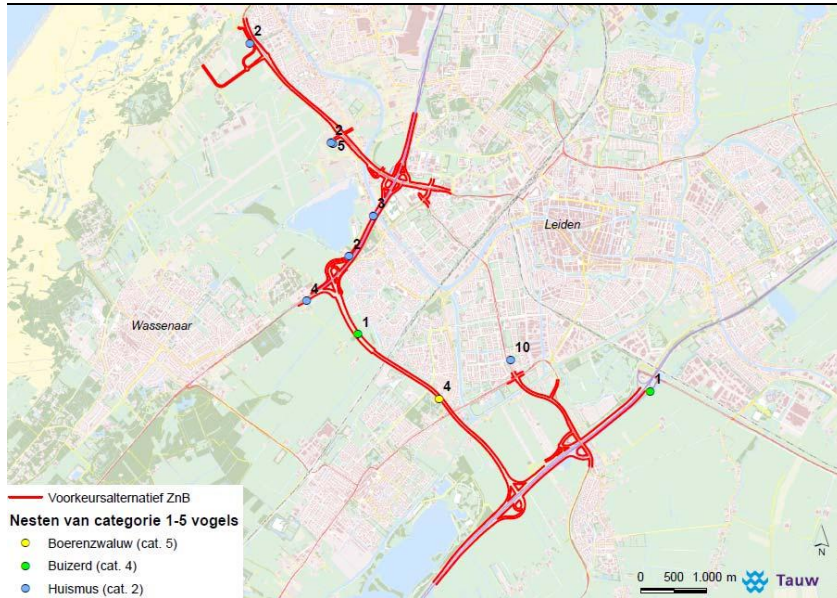 2
2
5
3
2
4
1
4
10
1
Leiden
Wassenaar
Voorkeursalternatief ZnB
Nesten van categorie 1-5 vogels
Boerenzwaluw (cat. 5)
Buizerd (cat. 4)
Huismus (cat. 2)
0 500 1.000 m
N
Tauw